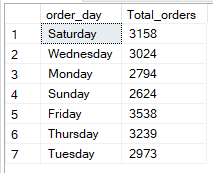 order_day Total_orders
1 Saturday 3158
2 Wednesday 3024
3 Monday 2794
4 Sunday 2624
5 Friday 3538
6 Thursday 3239
7 Tuesday 2973